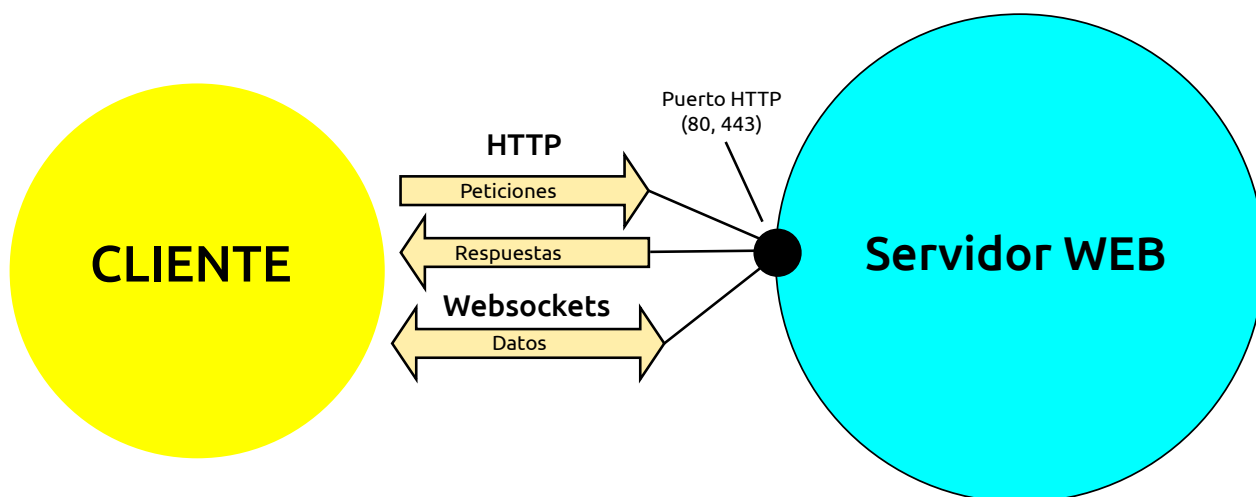 Puerto HTTP
(80, 443)
HTTP
Peticiones
CLIENTE
Respuestas
Servidor WEB
Websockets
Datos